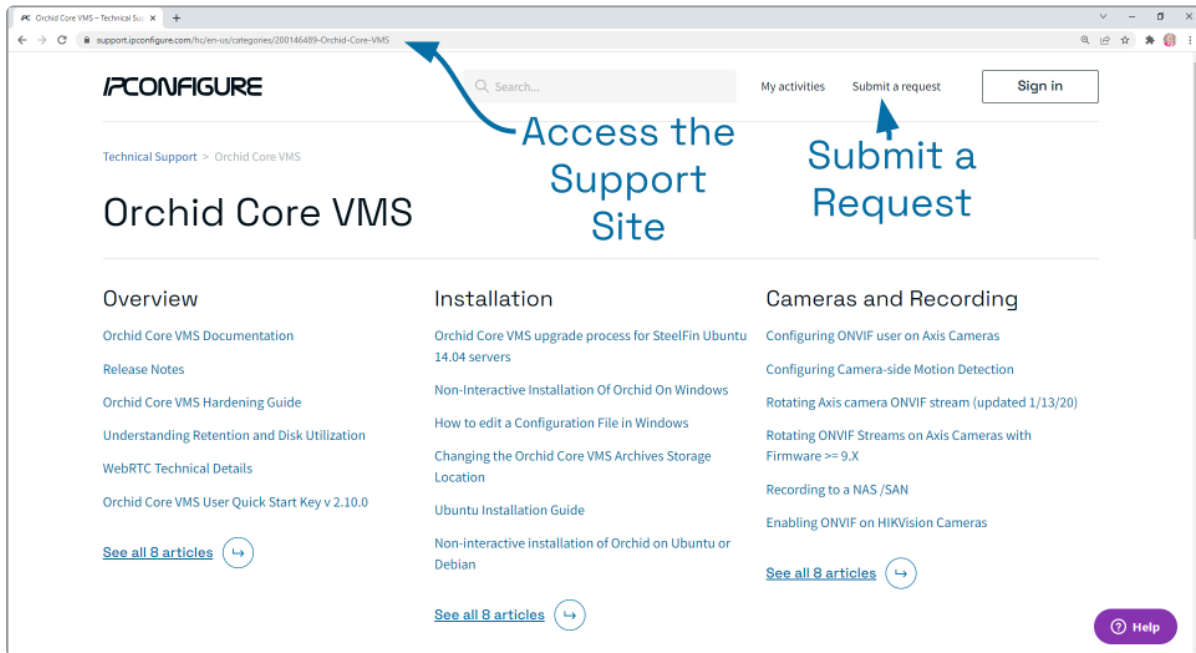 Orchid Core VMS – Technical Sup
support.ipconfigure.com/hc/en-us/categories/200146489-Orchid-Core-VMS
IPCONFIGURE
Search...
My activities
Submit a request
Sign in
Access the
Support
Site
Submit a
Request
Technical Support > Orchid Core VMS
Orchid Core VMS
Overview
Orchid Core VMS Documentation
Release Notes
Orchid Core VMS Hardening Guide
Understanding Retention and Disk Utilization
WebRTC Technical Details
Orchid Core VMS User Quick Start Key v 2.10.0
See all 8 articles
Installation
Orchid Core VMS upgrade process for SteelFin Ubuntu
14.04 servers
Non-Interactive Installation Of Orchid On Windows
How to edit a Configuration File in Windows
Changing the Orchid Core VMS Archives Storage
Location
Ubuntu Installation Guide
Non-interactive installation of Orchid on Ubuntu or
Debian
See all 8 articles
Cameras and Recording
Configuring ONVIF user on Axis Cameras
Configuring Camera-side Motion Detection
Rotating Axis camera ONVIF stream (updated 1/13/20)
Rotating ONVIF Streams on Axis Cameras with
Firmware >= 9.X
Recording to a NAS /SAN
Enabling ONVIF on HIKVision Cameras
See all 8 articles
Help